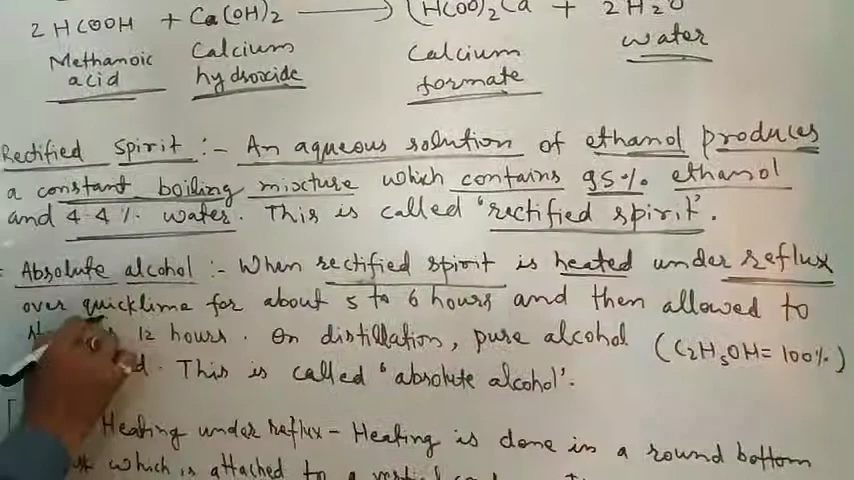 2HCOOH + Ca(OH)2 ⟶ (HCOO)2Ca + 2H2O
Methanoic acid Calcium hydroxide Calcium formate water
Rectified spirit :- An aqueous solution of ethanol produces
a constant boiling mixture which contains 95% ethanol
and 4.4% water. This is called 'rectified spirit'.
Absolute alcohol :- When rectified spirit is heated under reflux
over quicklime for about 5 to 6 hours and then allowed to
12 hours. On distillation, pure alcohol (C2H5OH = 100%)
This is called 'absolute alcohol'.
Heating under reflux - Heating is done in a round bottom
which is attached to a